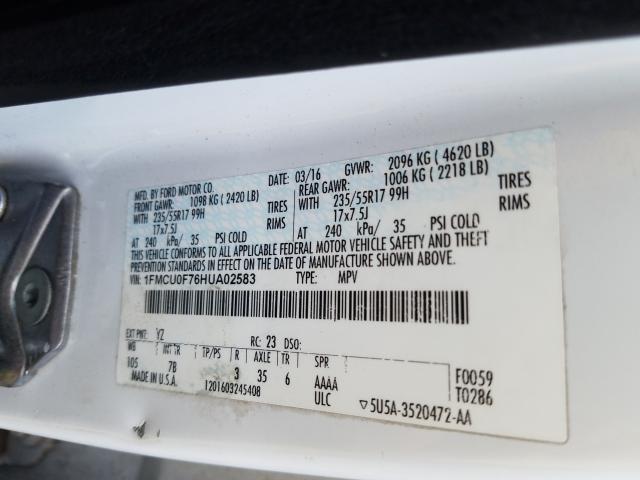 MFD. BY FORD MOTOR CO.
DATE: 03/16 GVWR: 2096 KG ( 4620 LB)
FRONT GAWR: 1098 KG ( 2420 LB) REAR GAWR: 1006 KG ( 2218 LB)
WITH 235/55R17 99H TIRES WITH 235/55R17 99H TIRES
17x7.5J RIMS 17x7.5J RIMS
AT 240 kPa/ 35 PSI COLD AT 240 kPa/ 35 PSI COLD
THIS VEHICLE CONFORMS TO ALL APPLICABLE FEDERAL MOTOR VEHICLE SAFETY AND THEFT
PREVENTION STANDARDS IN EFFECT ON THE DATE OF MANUFACTURE SHOWN ABOVE.
VIN: 1FMCU0F76HUA02583 TYPE: MPV
EXT PNT: YZ RC: 23 DSO:
WB INT TR TP/PS R AXLE TR SPR
105 7B 3 35 6 AAAA
F0059
MADE IN U.S.A. 1201603245408 ULC
T0286
▽5U5A-3520472-AA